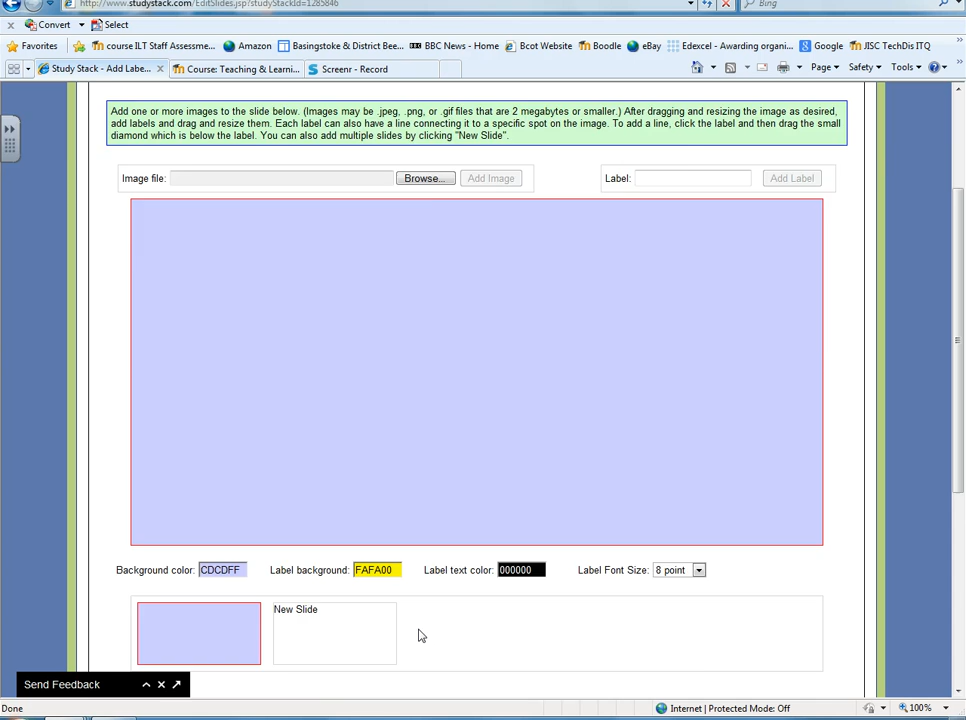 http://www.studystack.com/EditSlides.jsp?studyStackId=1285846
Bing
Convert
Select
Favorites
course ILT Staff Assessme...
Amazon
Basingstoke & District Bee...
BBC News - Home
Bcot Website
Boodle
eBay
Edexcel - Awarding organi...
Google
JISC TechDis ITQ
Study Stack - Add Labe...
Course: Teaching & Learni...
Screenr - Record
Page
Safety
Tools
Add one or more images to the slide below. (Images may be .jpeg, .png, or .gif files that are 2 megabytes or smaller.) After dragging and resizing the image as desired,
add labels and drag and resize them. Each label can also have a line connecting it to a specific spot on the image. To add a line, click the label and then drag the small
diamond which is below the label. You can also add multiple slides by clicking "New Slide".
Image file:
Browse...
Add Image
Label:
Add Label
Background color: CDCDFF
Label background: FAFA00
Label text color: 000000
Label Font Size: 8 point
New Slide
Send Feedback
Done
Internet | Protected Mode: Off
100%